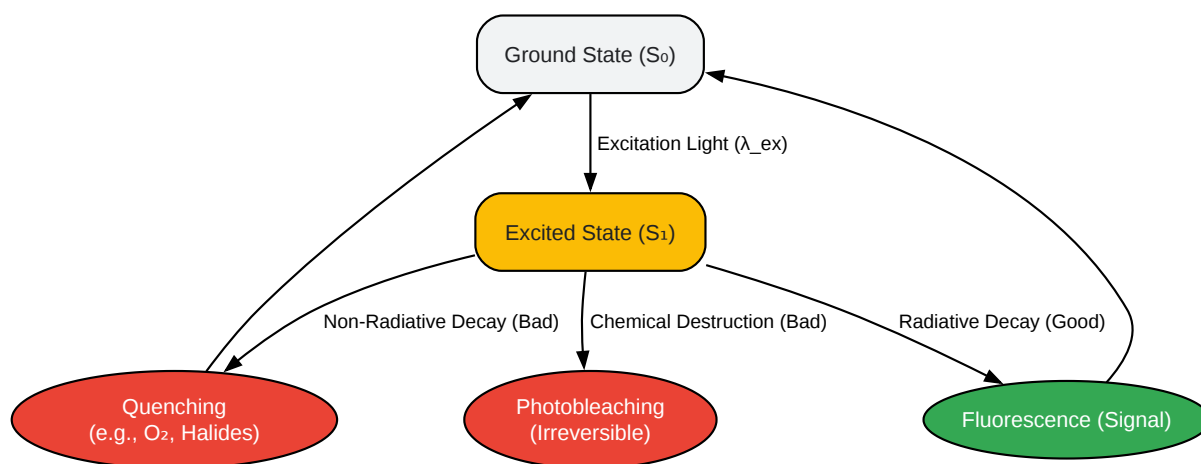 Ground State (S₀)
Excitation Light (λ_ex)
Excited State (S₁)
Non-Radiative Decay (Bad)
Chemical Destruction (Bad)
Radiative Decay (Good)
Quenching
(e.g., O₂, Halides)
Photobleaching
(Irreversible)
Fluorescence (Signal)